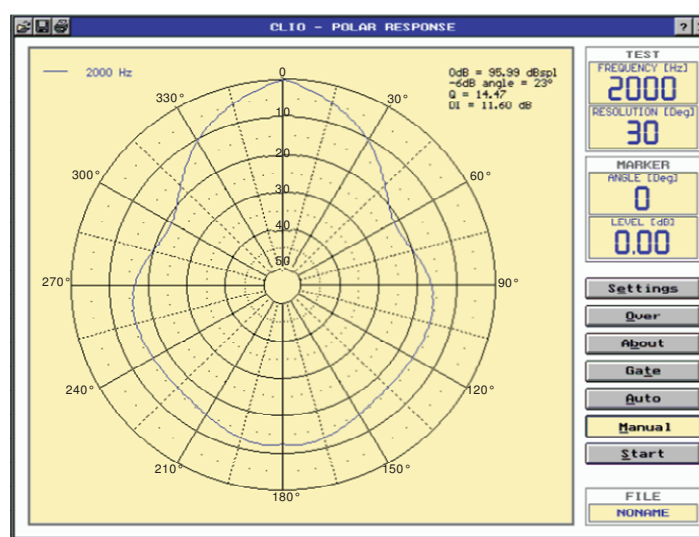 CLIO - POLAR RESPONSE
?
2000 Hz
0dB = 95.99 dBspl
-6dB angle = 23°
Q = 14.47
DI = 11.60 dB
0
330°
30°
10
20
300°
60°
30
40
50
270°
90°
240°
120°
210°
150°
180°
TEST
FREQUENCY [Hz]
2000
RESOLUTION [Deg]
30
MARKER
ANGLE [Deg]
0
LEVEL [dB]
0.00
Settings
Over
About
Gate
Auto
Manual
Start
FILE
NONAME